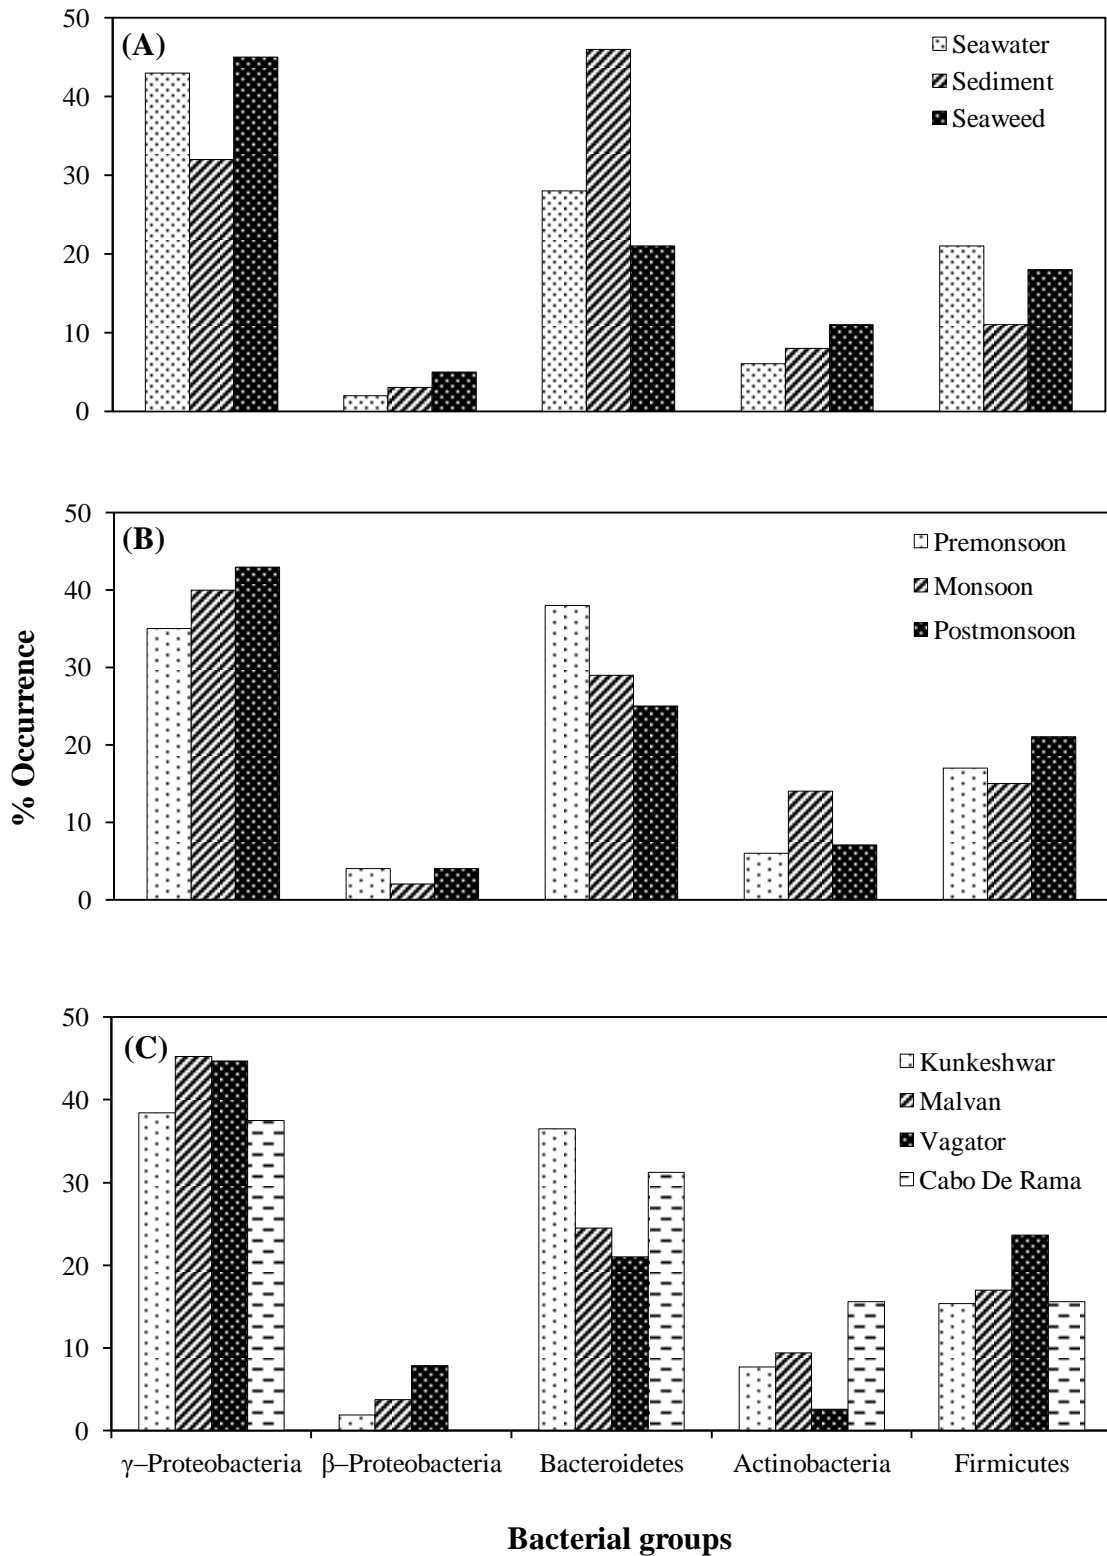 50
(A)
Seawater
40
Sediment
Seaweed
30
20
10
0
50
(B)
Premonsoon
40
Monsoon
Postmonsoon
30
20
10
0
% Occurrence
50
(C)
Kunkeshwar
40
Malvan
Vagator
30
Cabo De Rama
20
10
0
γ–Proteobacteria β–Proteobacteria Bacteroidetes Actinobacteria Firmicutes
Bacterial groups